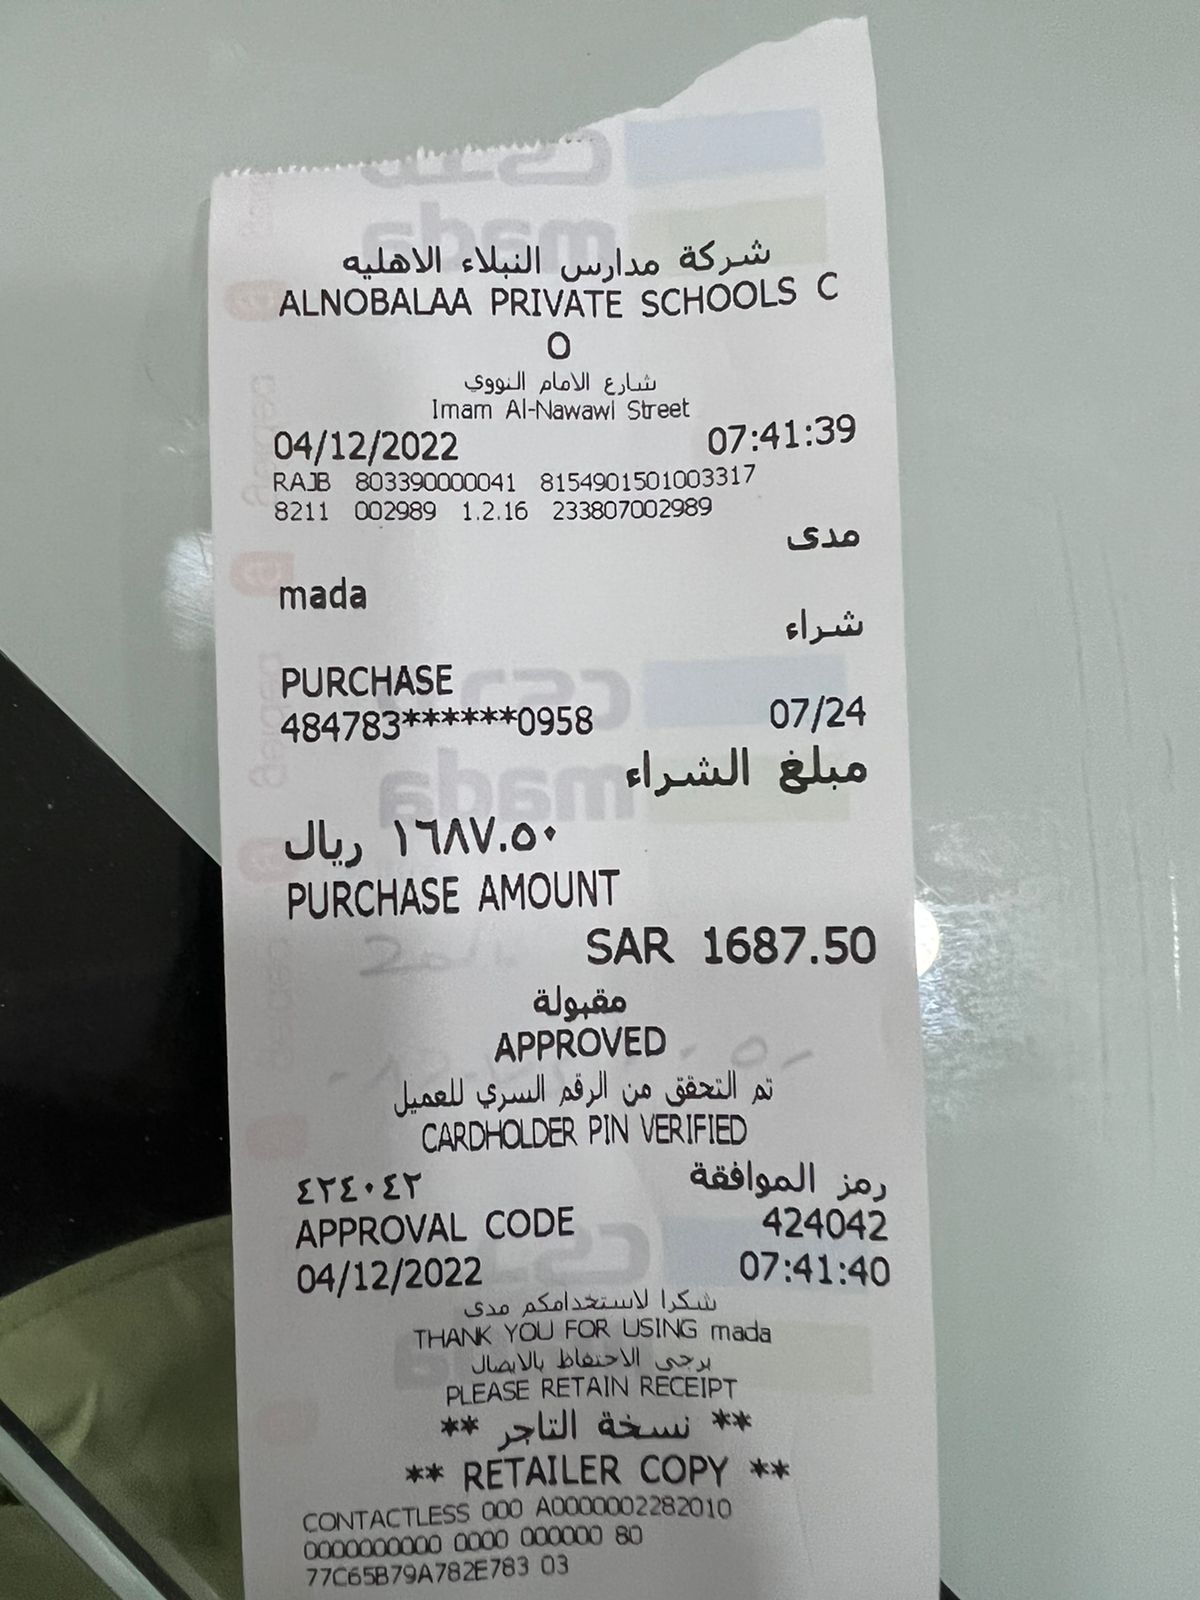 شركة مدارس النبلاء الاهليه
ALNOBALAA PRIVATE SCHOOLS C
O
شارع الامام النووي
Imam Al-Nawawi Street
04/12/2022 07:41:39
RAJB 803390000041 8154901501003317
8211 002989 1.2.16 233807002989
مدى
mada
شراء
PURCHASE
484783******0958 07/24
مبلغ الشراء
١٦٨٧.٥٠ ريال
PURCHASE AMOUNT
SAR 1687.50
مقبولة
APPROVED
تم التحقق من الرقم السري للعميل
CARDHOLDER PIN VERIFIED
رمز الموافقة ٤٢٤٠٤٢
APPROVAL CODE 424042
04/12/2022 07:41:40
شكرا لاستخدامكم مدى
THANK YOU FOR USING mada
يرجى الاحتفاظ بالايصال
PLEASE RETAIN RECEIPT
** نسخة التاجر **
** RETAILER COPY **
CONTACTLESS 000 A0000002282010
0000000000 0000 000000 80
77C65B79A782E783 03